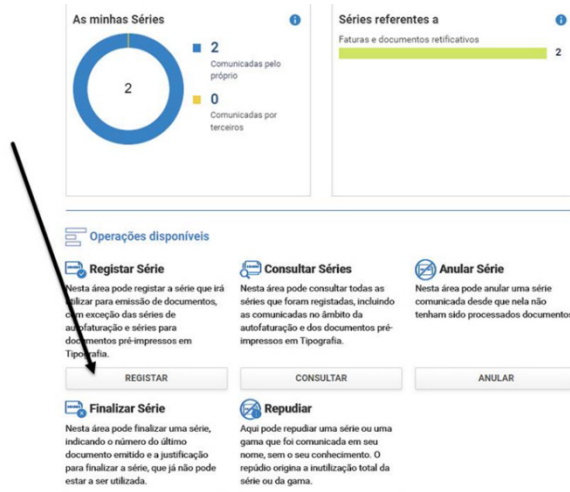 As minhas Séries
2
Comunicadas pelo
próprio
2
0
Comunicadas por
terceiros
Séries referentes a
Faturas e documentos retificativos
2
Operações disponíveis
Registar Série
Nesta área pode registar a série que irá
utilizar para emissão de documentos,
com exceção das séries de
autofaturação e séries para
documentos pré-impressos em
Tipografia.
REGISTAR
Consultar Séries
Nesta área pode consultar todas as
séries que foram registadas, incluindo
as comunicadas no âmbito da
autofaturação e dos documentos pré-
impressos em Tipografia.
CONSULTAR
Anular Série
Nesta área pode anular uma série
comunicada desde que nela não
tenham sido processados documento
ANULAR
Finalizar Série
Nesta área pode finalizar uma série,
indicando o número do último
documento emitido e a justificação
para finalizar a série, que já não pode
estar a ser utilizada.
Repudiar
Aqui pode repudiar uma série ou uma
gama que foi comunicada em seu
nome, sem o seu conhecimento. O
repúdio origina a inutilização total da
série ou da gama.